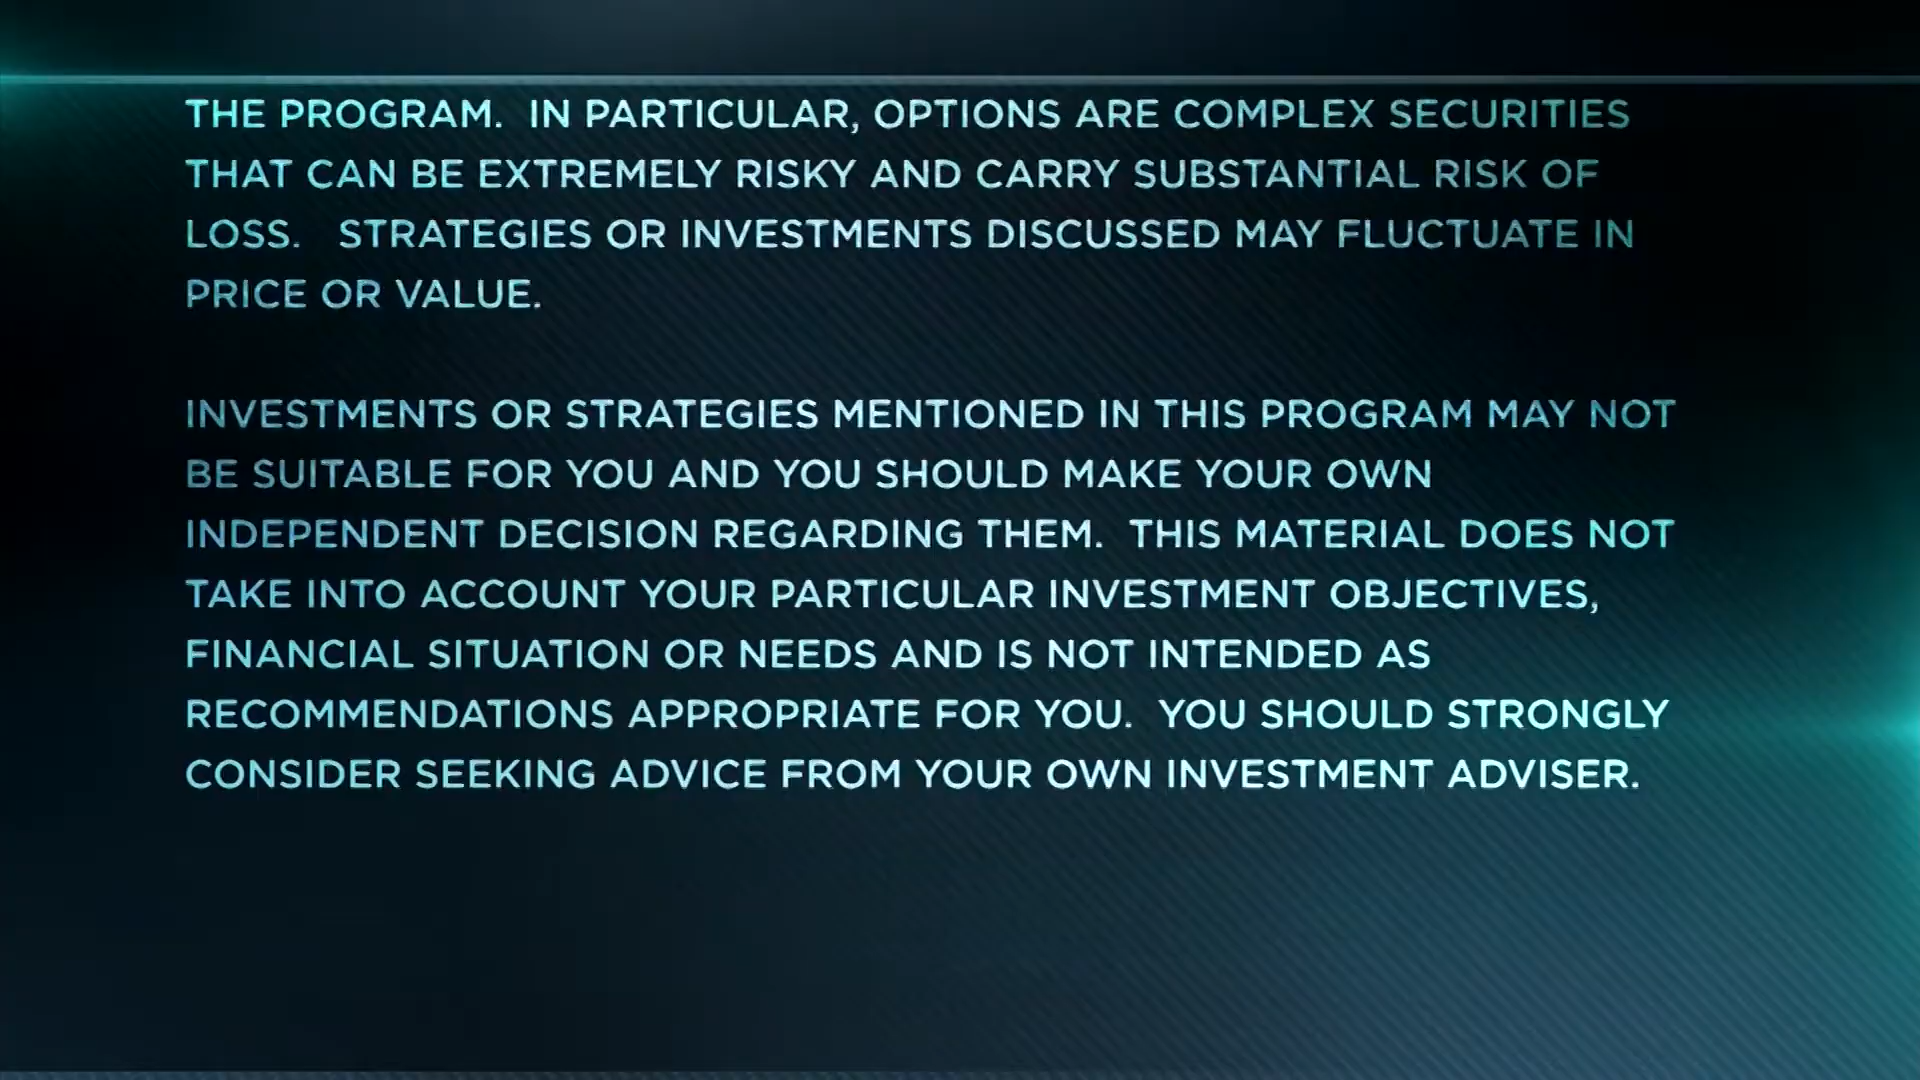 THE PROGRAM.  IN PARTICULAR, OPTIONS ARE COMPLEX SECURITIES
THAT CAN BE EXTREMELY RISKY AND CARRY SUBSTANTIAL RISK OF
LOSS.   STRATEGIES OR INVESTMENTS DISCUSSED MAY FLUCTUATE IN
PRICE OR VALUE.
INVESTMENTS OR STRATEGIES MENTIONED IN THIS PROGRAM MAY NOT
BE SUITABLE FOR YOU AND YOU SHOULD MAKE YOUR OWN
INDEPENDENT DECISION REGARDING THEM.  THIS MATERIAL DOES NOT
TAKE INTO ACCOUNT YOUR PARTICULAR INVESTMENT OBJECTIVES,
FINANCIAL SITUATION OR NEEDS AND IS NOT INTENDED AS
RECOMMENDATIONS APPROPRIATE FOR YOU.  YOU SHOULD STRONGLY
CONSIDER SEEKING ADVICE FROM YOUR OWN INVESTMENT ADVISER.